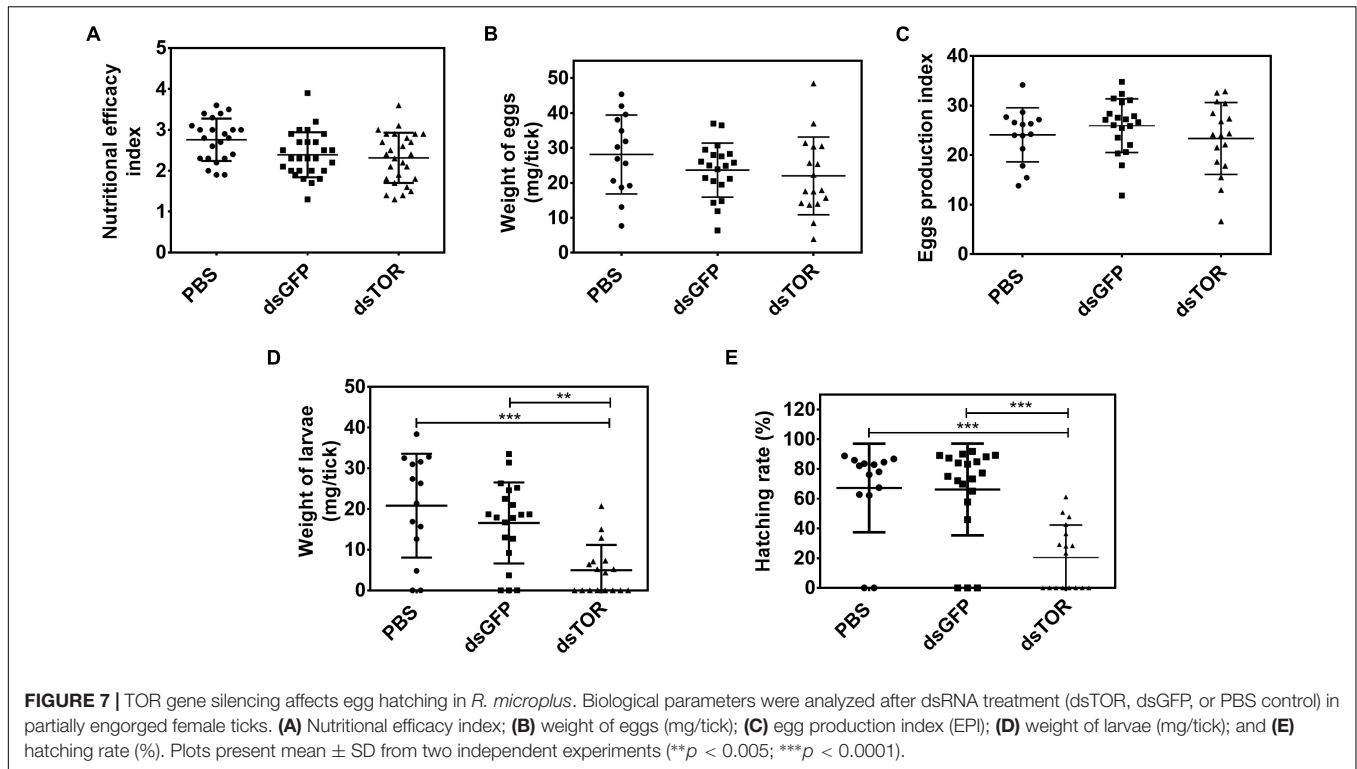 A
Nutritional efficacy
index
5
4
3
2
1
0
PBS
dsGFP
dsTOR
B
Weight of eggs
(mg/tick)
50
40
30
20
10
0
PBS
dsGFP
dsTOR
C
Eggs production index
40
30
20
10
0
PBS
dsGFP
dsTOR
D
Weight of larvae
(mg/tick)
50
40
30
20
10
0
**
***
PBS
dsGFP
dsTOR
E
Hatching rate (%)
120
100
80
60
40
20
0
***
***
PBS
dsGFP
dsTOR
FIGURE 7 | TOR gene silencing affects egg hatching in R. microplus. Biological parameters were analyzed after dsRNA treatment (dsTOR, dsGFP, or PBS control) in
partially engorged female ticks. (A) Nutritional efficacy index; (B) weight of eggs (mg/tick); (C) egg production index (EPI); (D) weight of larvae (mg/tick); and (E)
hatching rate (%). Plots present mean ± SD from two independent experiments (**p < 0.005; ***p < 0.0001).